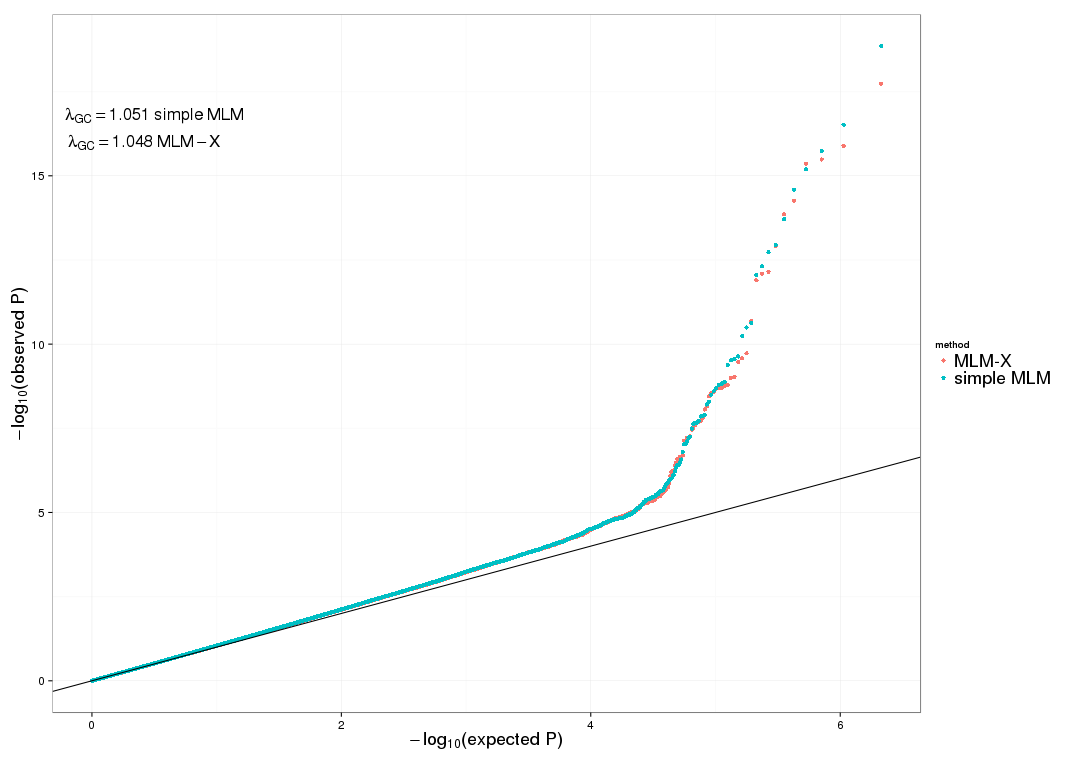 λGC = 1.051 simple MLM
λGC = 1.048 MLM − X
15
10
5
0
−log10(observed P)
0 2 4 6
−log10(expected P)
method
MLM-X
simple MLM